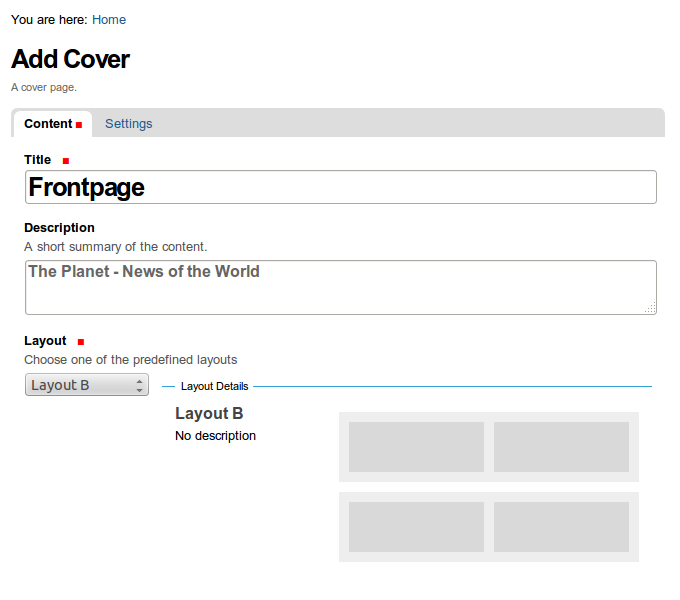 You are here: Home
Add Cover
A cover page.
Content Settings
Title
Frontpage
Description
A short summary of the content.
The Planet - News of the World
Layout
Choose one of the predefined layouts
Layout B Layout Details
Layout B
No description